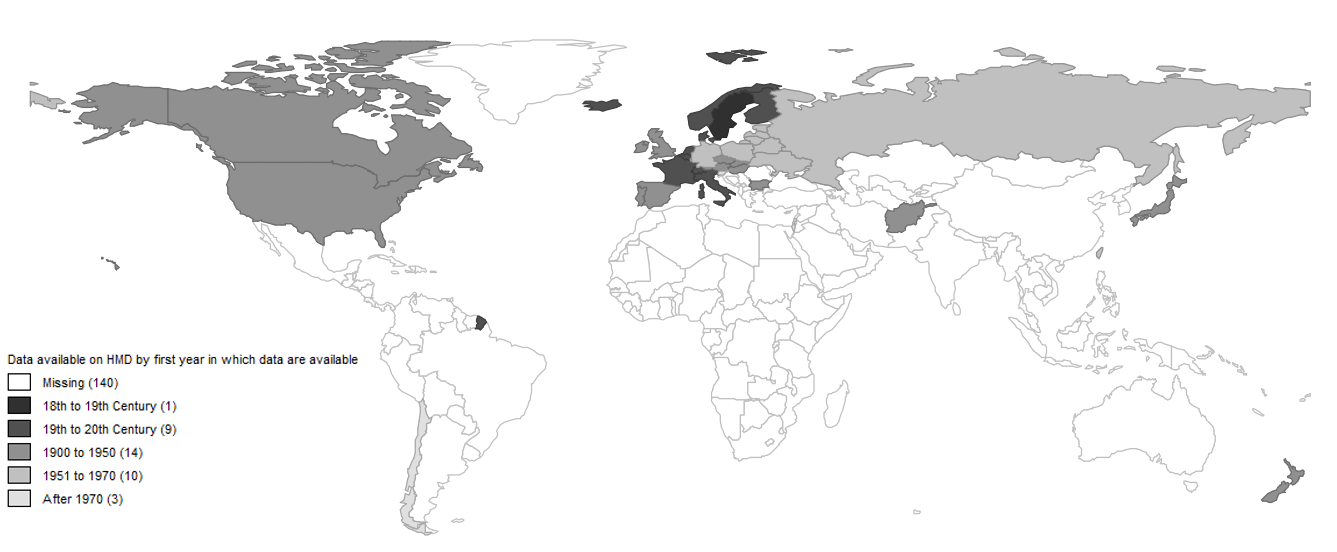 Data available on HMD by first year in which data are available
Missing (140)
18th to 19th Century (1)
19th to 20th Century (9)
1900 to 1950 (14)
1951 to 1970 (10)
After 1970 (3)